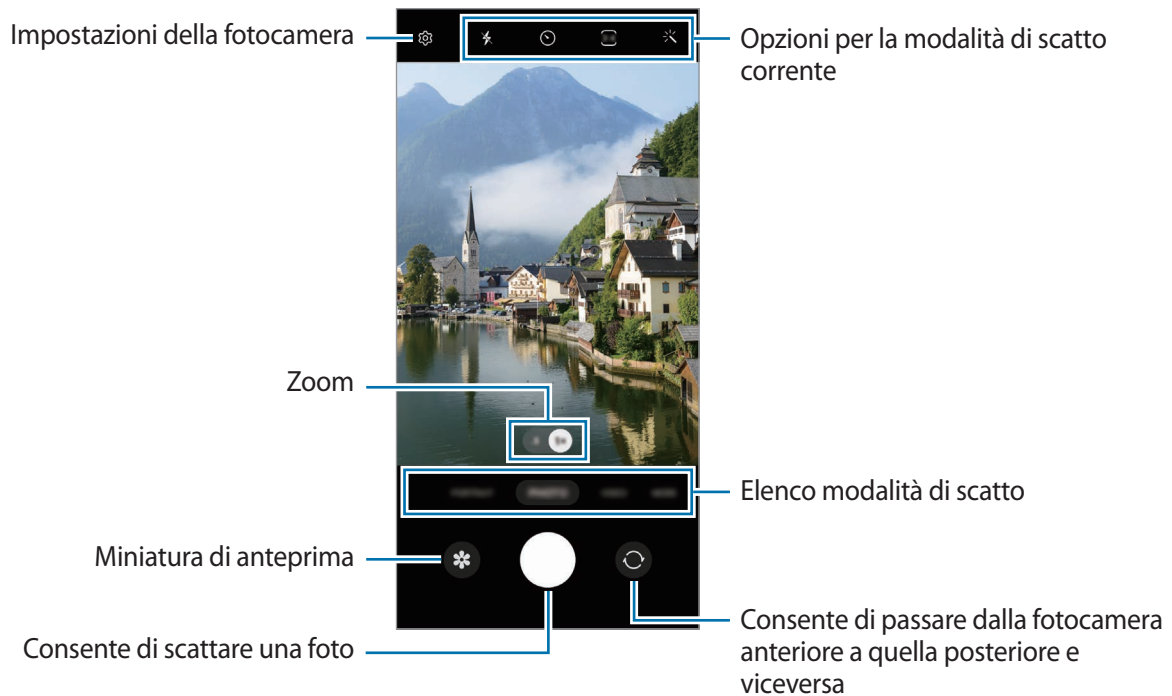 Impostazioni della fotocamera
Opzioni per la modalità di scatto
corrente
Zoom
Elenco modalità di scatto
Miniatura di anteprima
Consente di scattare una foto
Consente di passare dalla fotocamera
anteriore a quella posteriore e
viceversa